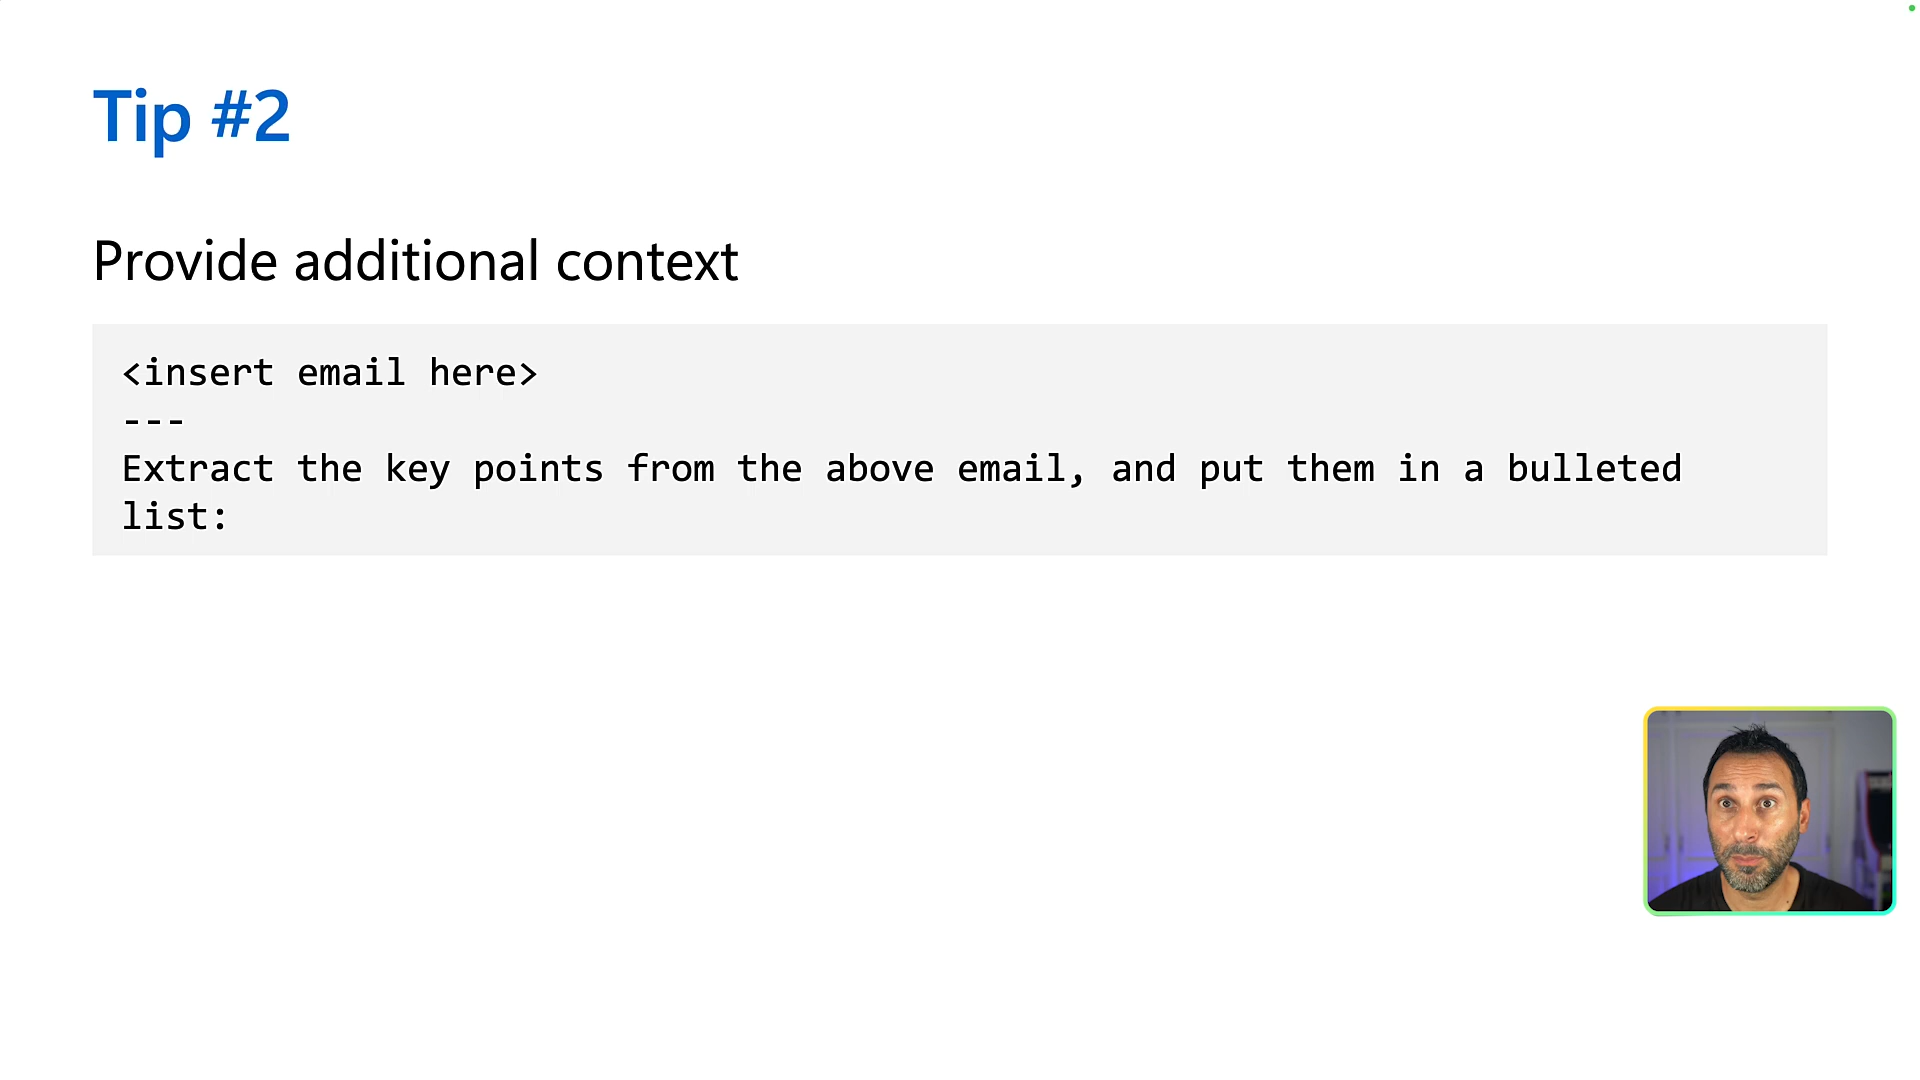 Tip #2
Provide additional context
<insert email here>
---
Extract the key points from the above email, and put them in a bulleted
list: